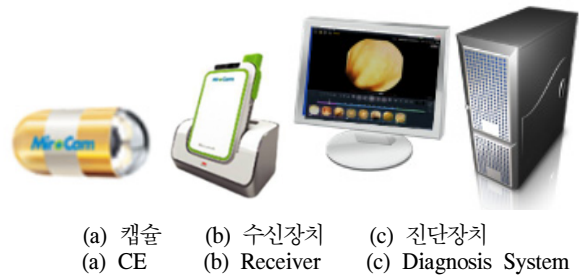 MiroCam
MiroCam
(a) 캡슐 (b) 수신장치 (c) 진단장치
(a) CE (b) Receiver (c) Diagnosis System